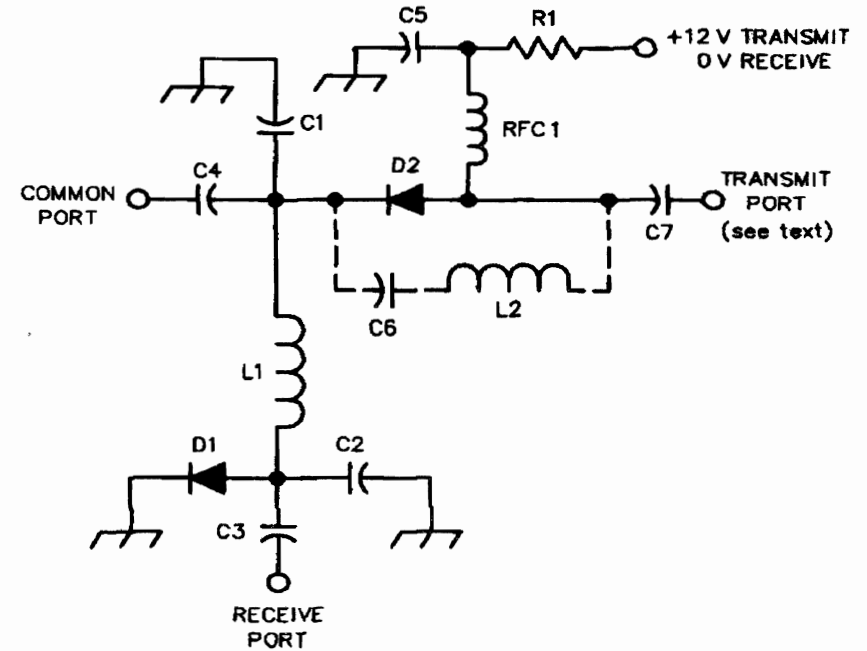 C5
R1
+12 V TRANSMIT
0 V RECEIVE
C1
RFC1
C4
D2
COMMON
PORT
TRANSMIT
PORT
(see text)
C7
C6
L2
L1
D1
C2
C3
RECEIVE
PORT